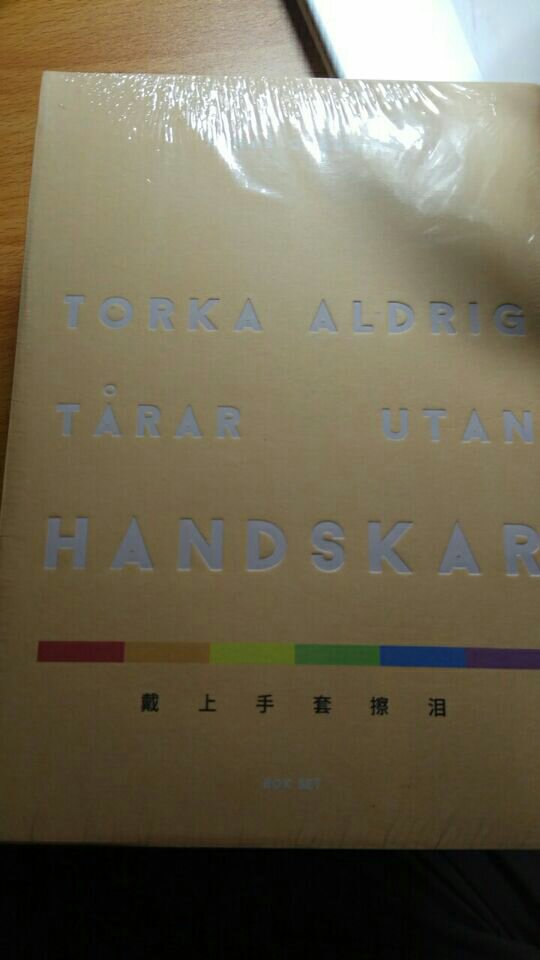 TORKA ALDRIG
TÅRAR UTAN
HANDSKAR
戴上手套擦泪
BOX SET